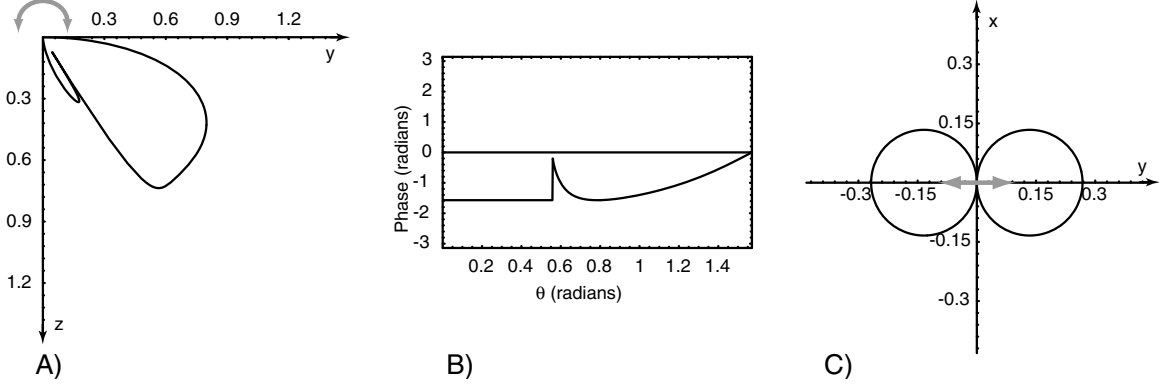 0.3 0.6 0.9 1.2
y
0.3
0.6
0.9
1.2
z
A)
Phase (radians)
3
2
1
0
-1
-2
-3
0.2 0.4 0.6 0.8 1 1.2 1.4
θ (radians)
B)
x
0.3
0.15
y
-0.3 -0.15 0.15 0.3
-0.15
-0.3
C)